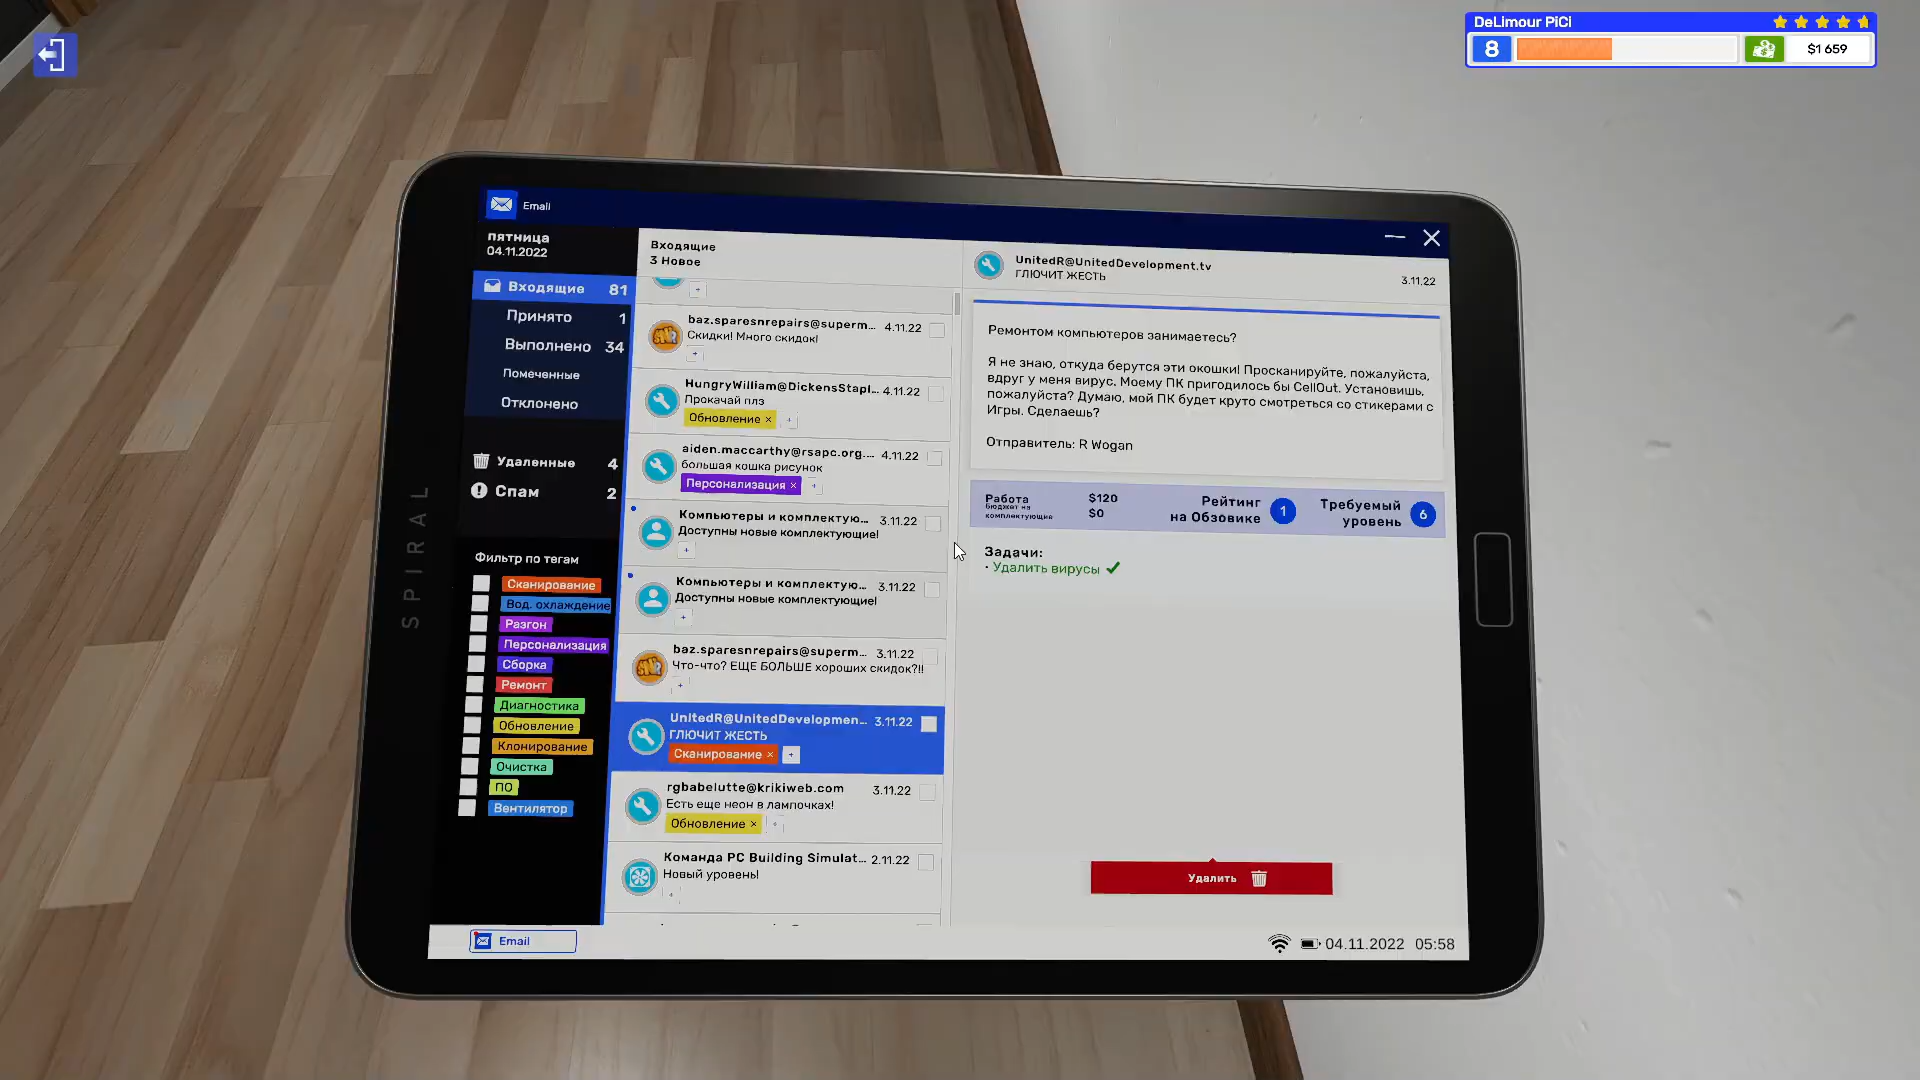 DeLimour PiCi
8
$1 659
Email
пятница
04.11.2022
Входящие 81
Принято 1
Выполнено 34
Помеченные
Отклонено
Удаленные 4
Спам 2
Фильтр по тегам
Сканирование
Вод. охлаждение
Разгон
Персонализация
Сборка
Ремонт
Диагностика
Обновление
Клонирование
Очистка
ПО
Вентилятор
Входящие
3 Новое
+
baz.sparesnrepairs@superm... 4.11.22
Скидки! Много скидок!
+
HungryWilliam@DickensStapl... 4.11.22
Прокачай плз
Обновление × +
aiden.maccarthy@rsapc.org.... 4.11.22
большая кошка рисунок
Персонализация × +
Компьютеры и комплектую... 3.11.22
Доступны новые комплектующие!
+
Компьютеры и комплектую... 3.11.22
Доступны новые комплектующие!
+
baz.sparesnrepairs@superm... 3.11.22
Что-что? ЕЩЕ БОЛЬШЕ хороших скидок?!!
+
UnitedR@UnitedDevelopmen... 3.11.22
ГЛЮЧИТ ЖЕСТЬ
Сканирование × +
rgbabelutte@krikiweb.com 3.11.22
Есть еще неон в лампочках!
Обновление × +
Команда PC Building Simulat... 2.11.22
Новый уровень!
+
UnitedR@UnitedDevelopment.tv
ГЛЮЧИТ ЖЕСТЬ
3.11.22
Ремонтом компьютеров занимаетесь?
Я не знаю, откуда берутся эти окошки! Просканируйте, пожалуйста,
вдруг у меня вирус. Моему ПК пригодилось бы CellOut. Установишь,
пожалуйста? Думаю, мой ПК будет круто смотреться со стикерами с
Игры. Сделаешь?
Отправитель: R Wogan
Работа $120
Бюджет на комплектующие $0
Рейтинг на Обзовике 1
Требуемый уровень 6
Задачи:
· Удалить вирусы
Удалить
Email
04.11.2022 05:58
SPIRAL